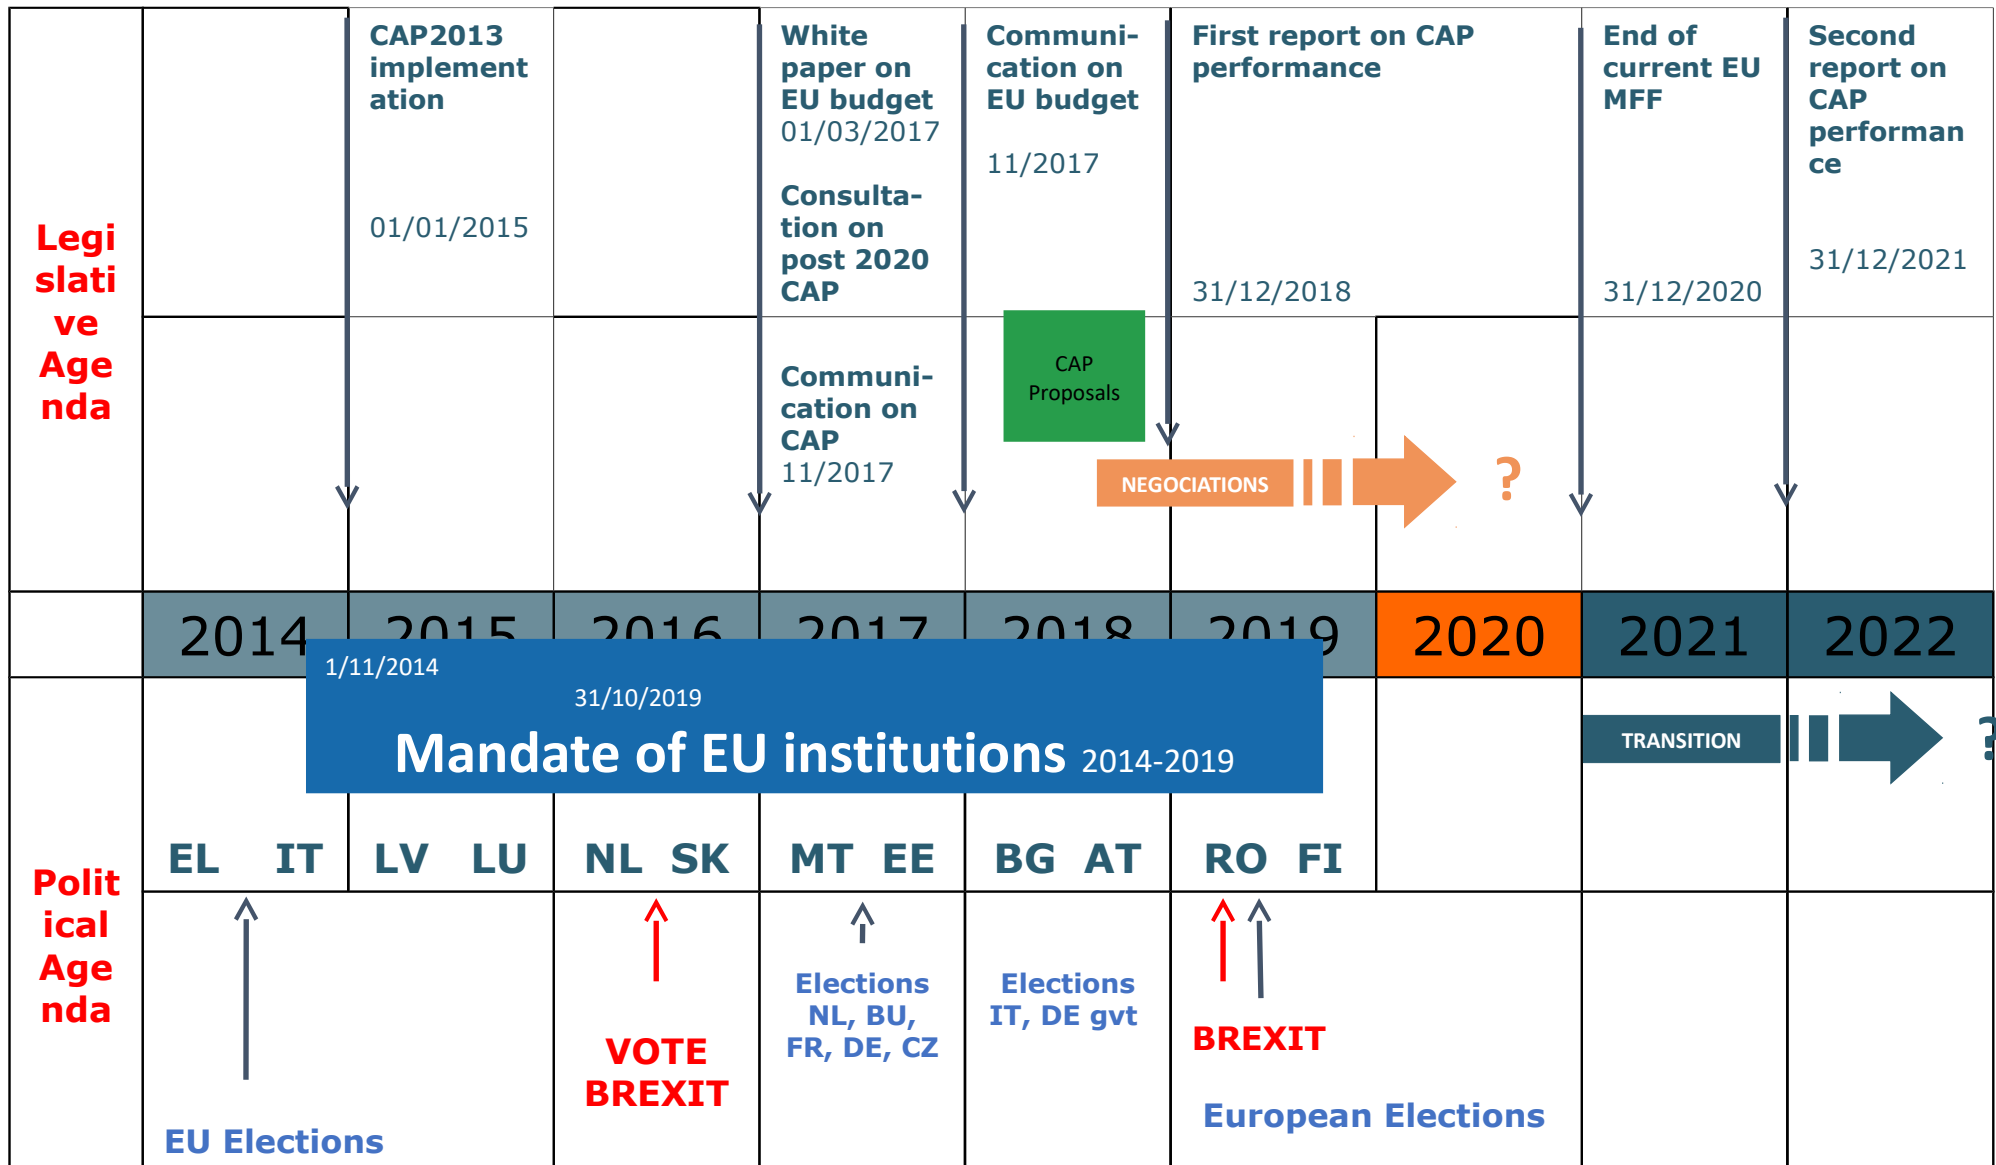 CAP2013
implement
ation
01/01/2015
White
paper on
EU budget
01/03/2017
Consulta-
tion on
post 2020
CAP
Communi-
cation on
EU budget
11/2017
First report on CAP
performance
31/12/2018
End of
current EU
MFF
31/12/2020
Second
report on
CAP
performan
ce
31/12/2021
Legi
slati
ve
Age
nda
Communi-
cation on
CAP
11/2017
CAP
Proposals
NEGOCIATIONS
?
2014 2015 2016 2017 2018 2019 2020 2021 2022
1/11/2014
31/10/2019
Mandate of EU institutions 2014-2019
TRANSITION
?
Polit
ical
Age
nda
EL IT LV LU NL SK MT EE BG AT RO FI
EU Elections
VOTE
BREXIT
Elections
NL, BU,
FR, DE, CZ
Elections
IT, DE gvt
BREXIT
European Elections